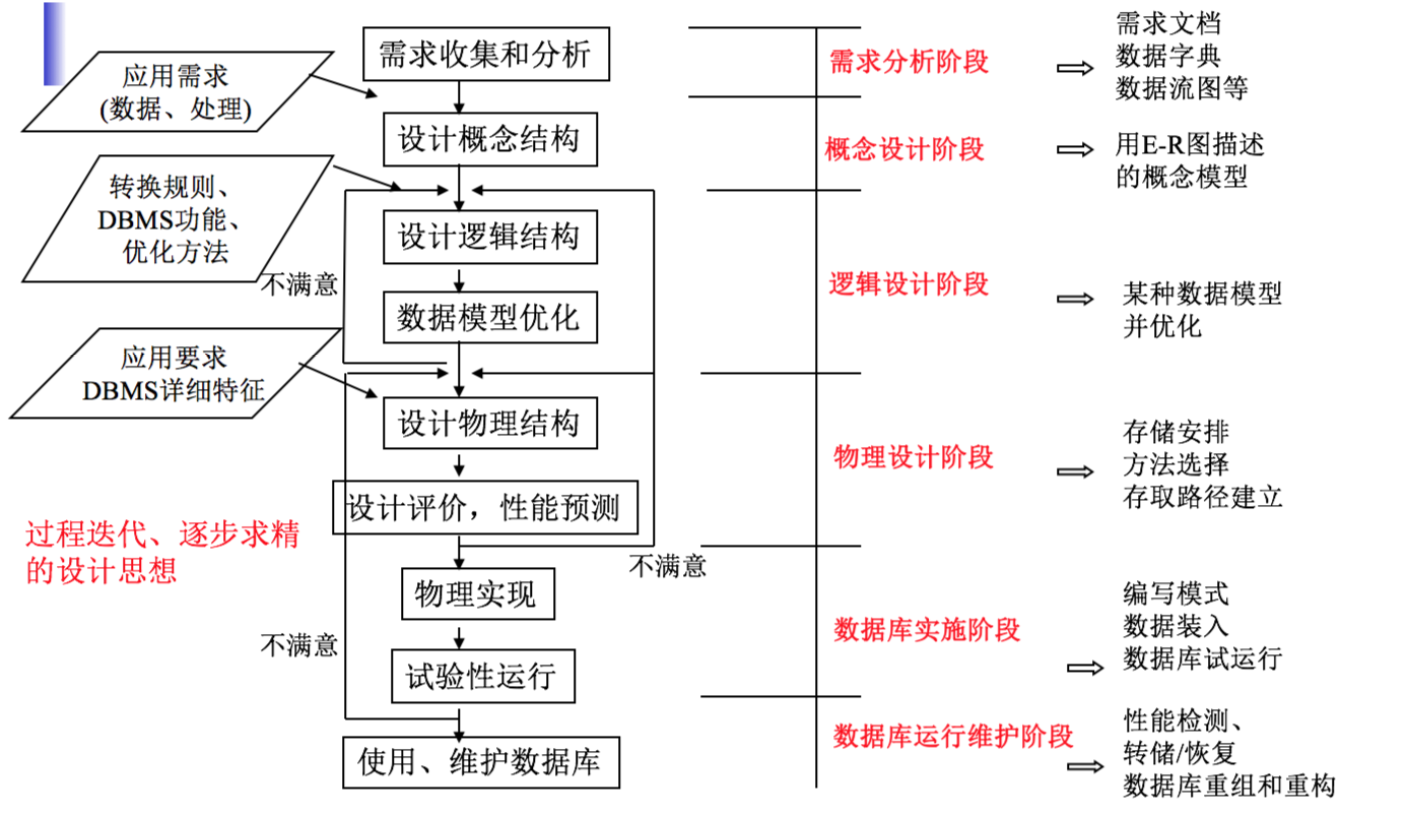 需求收集和分析
应用需求
(数据、处理)
设计概念结构
转换规则、
DBMS功能、
优化方法
设计逻辑结构
不满意
数据模型优化
应用要求
DBMS详细特征
设计物理结构
设计评价，性能预测
过程迭代、逐步求精
的设计思想
不满意
物理实现
不满意
试验性运行
使用、维护数据库
需求分析阶段
需求文档
数据字典
数据流图等
概念设计阶段
用E-R图描述
的概念模型
逻辑设计阶段
某种数据模型
并优化
物理设计阶段
存储安排
方法选择
存取路径建立
数据库实施阶段
编写模式
数据装入
数据库试运行
数据库运行维护阶段
性能检测、
转储/恢复
数据库重组和重构